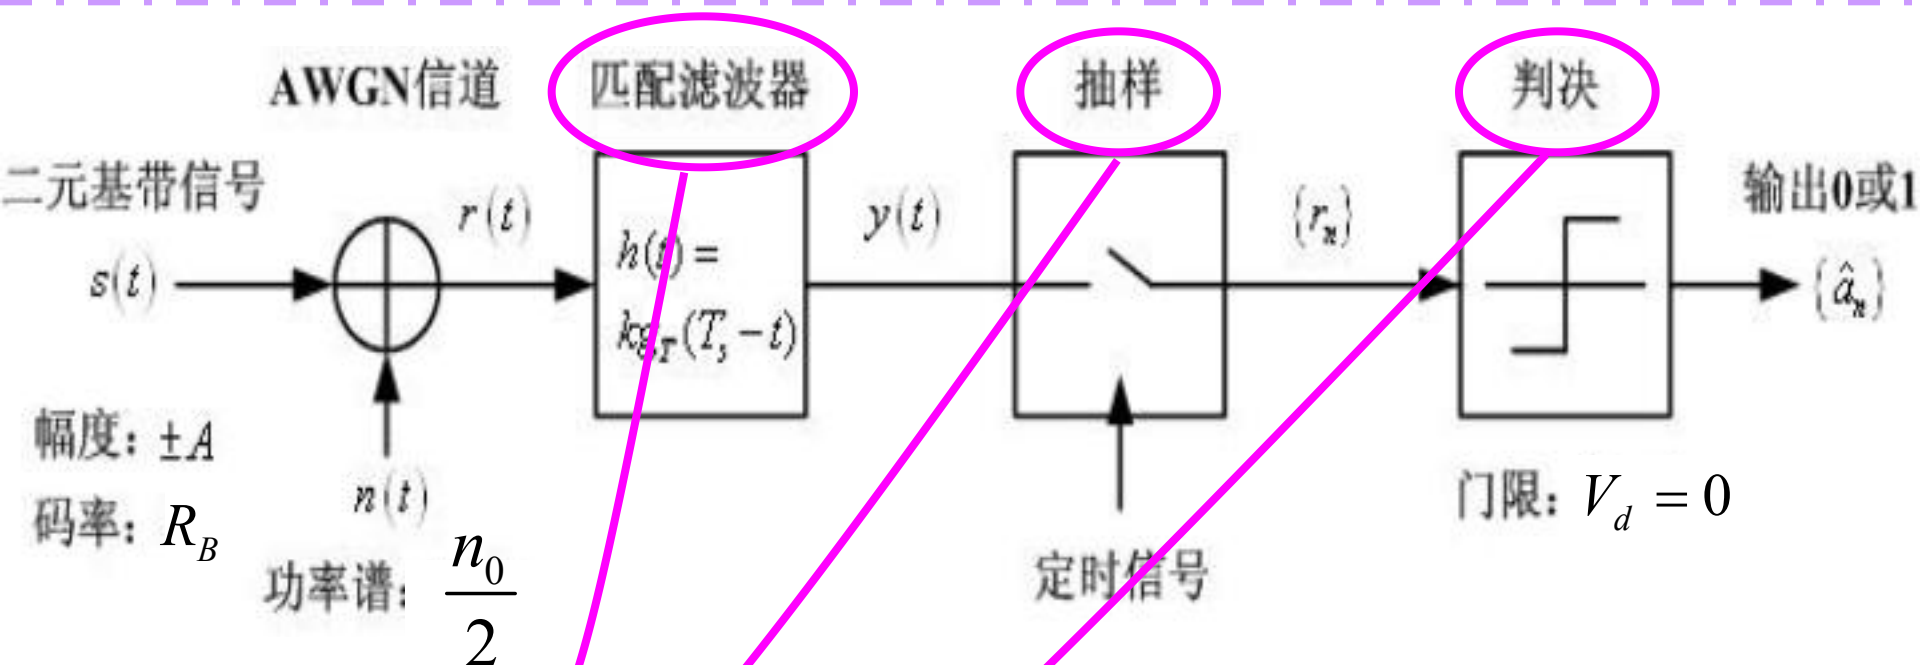 AWGN信道
匹配滤波器
抽样
判决
二元基带信号
s(t)
r(t)
h(t) =
kg_T(T_s − t)
y(t)
{r_n}
输出0或1
{â_n}
幅度: ±A
码率: R_B
n(t)
功率谱: n_0/2
定时信号
门限: V_d = 0